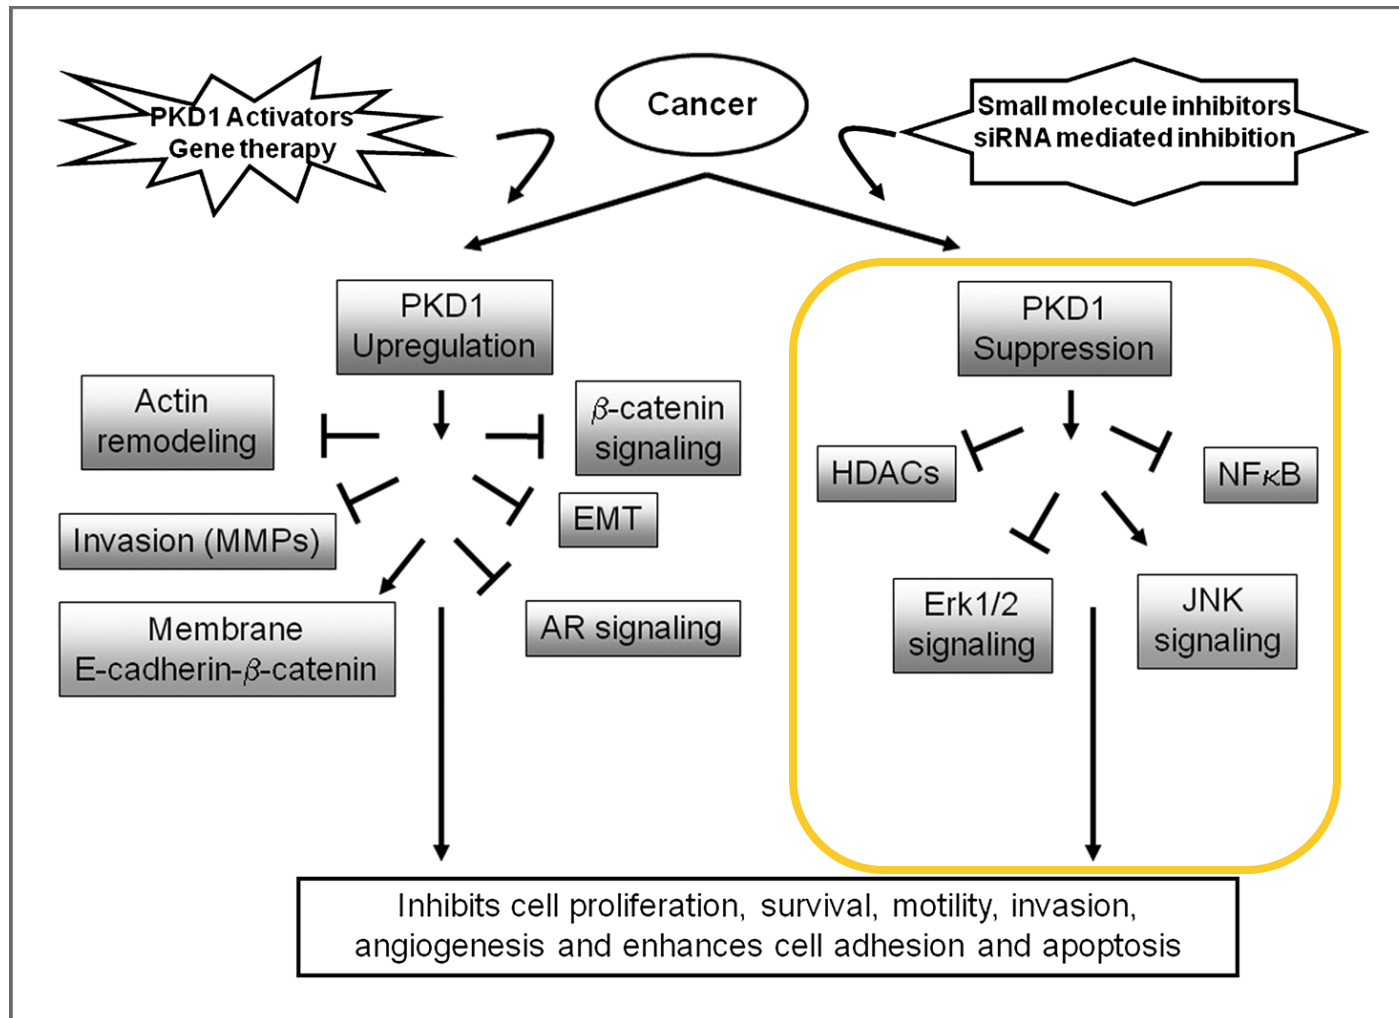 PKD1 Activators
Gene therapy
Cancer
Small molecule inhibitors
siRNA mediated inhibition
PKD1
Upregulation
Actin
remodeling
β-catenin
signaling
Invasion (MMPs)
EMT
Membrane
E-cadherin-β-catenin
AR signaling
PKD1
Suppression
HDACs
NFκB
Erk1/2
signaling
JNK
signaling
Inhibits cell proliferation, survival, motility, invasion,
angiogenesis and enhances cell adhesion and apoptosis